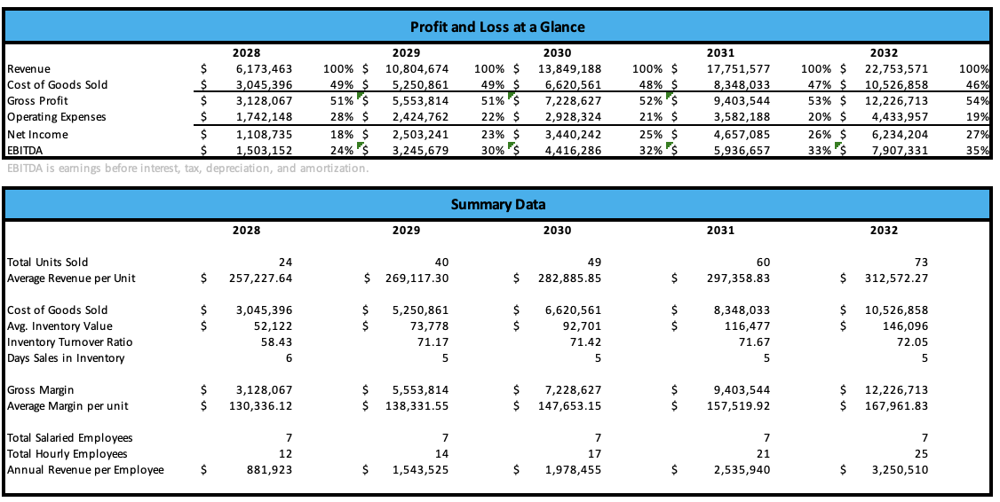 Profit and Loss at a Glance
2028 2029 2030 2031 2032
Revenue $ 6,173,463 100% $ 10,804,674 100% $ 13,849,188 100% $ 17,751,577 100% $ 22,753,571 100%
Cost of Goods Sold $ 3,045,396 49% $ 5,250,861 49% $ 6,620,561 48% $ 8,348,033 47% $ 10,526,858 46%
Gross Profit $ 3,128,067 51% $ 5,553,814 51% $ 7,228,627 52% $ 9,403,544 53% $ 12,226,713 54%
Operating Expenses $ 1,742,148 28% $ 2,424,762 22% $ 2,928,324 21% $ 3,582,188 20% $ 4,433,957 19%
Net Income $ 1,108,735 18% $ 2,503,241 23% $ 3,440,242 25% $ 4,657,085 26% $ 6,234,204 27%
EBITDA $ 1,503,152 24% $ 3,245,679 30% $ 4,416,286 32% $ 5,936,657 33% $ 7,907,331 35%
EBITDA is earnings before interest, tax, depreciation, and amortization.
Summary Data
2028 2029 2030 2031 2032
Total Units Sold 24 40 49 60 73
Average Revenue per Unit $ 257,227.64 $ 269,117.30 $ 282,885.85 $ 297,358.83 $ 312,572.27
Cost of Goods Sold $ 3,045,396 $ 5,250,861 $ 6,620,561 $ 8,348,033 $ 10,526,858
Avg. Inventory Value $ 52,122 $ 73,778 $ 92,701 $ 116,477 $ 146,096
Inventory Turnover Ratio 58.43 71.17 71.42 71.67 72.05
Days Sales in Inventory 6 5 5 5 5
Gross Margin $ 3,128,067 $ 5,553,814 $ 7,228,627 $ 9,403,544 $ 12,226,713
Average Margin per unit $ 130,336.12 $ 138,331.55 $ 147,653.15 $ 157,519.92 $ 167,961.83
Total Salaried Employees 7 7 7 7 7
Total Hourly Employees 12 14 17 21 25
Annual Revenue per Employee $ 881,923 $ 1,543,525 $ 1,978,455 $ 2,535,940 $ 3,250,510